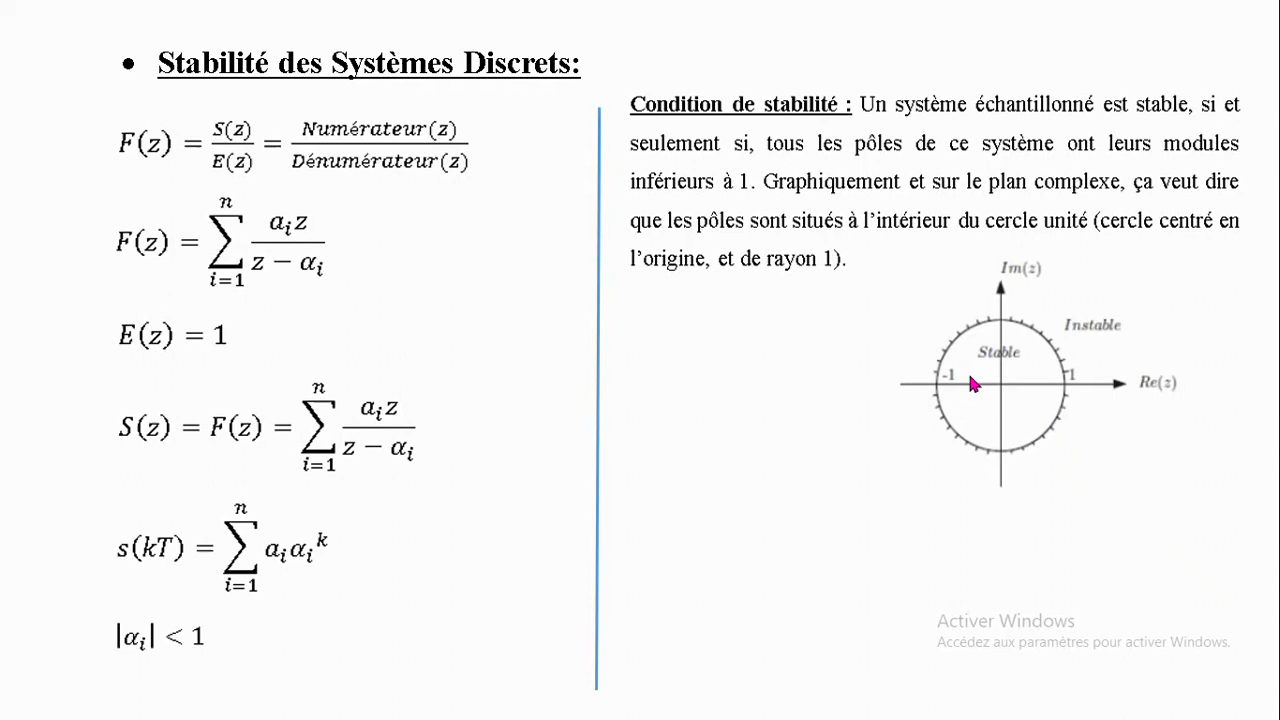 • Stabilité des Systèmes Discrets:
F(z) = S(z)/E(z) = Numérateur(z)/Dénumérateur(z)
F(z) = ∑_{i=1}^{n} a_i z/(z − α_i)
E(z) = 1
S(z) = F(z) = ∑_{i=1}^{n} a_i z/(z − α_i)
s(kT) = ∑_{i=1}^{n} a_i α_i^k
|α_i| < 1
Condition de stabilité : Un système échantillonné est stable, si et
seulement si, tous les pôles de ce système ont leurs modules
inférieurs à 1. Graphiquement et sur le plan complexe, ça veut dire
que les pôles sont situés à l’intérieur du cercle unité (cercle centré en
l’origine, et de rayon 1).
Im(z)
Instable
Stable
-1
1
Re(z)
Activer Windows
Accédez aux paramètres pour activer Windows.